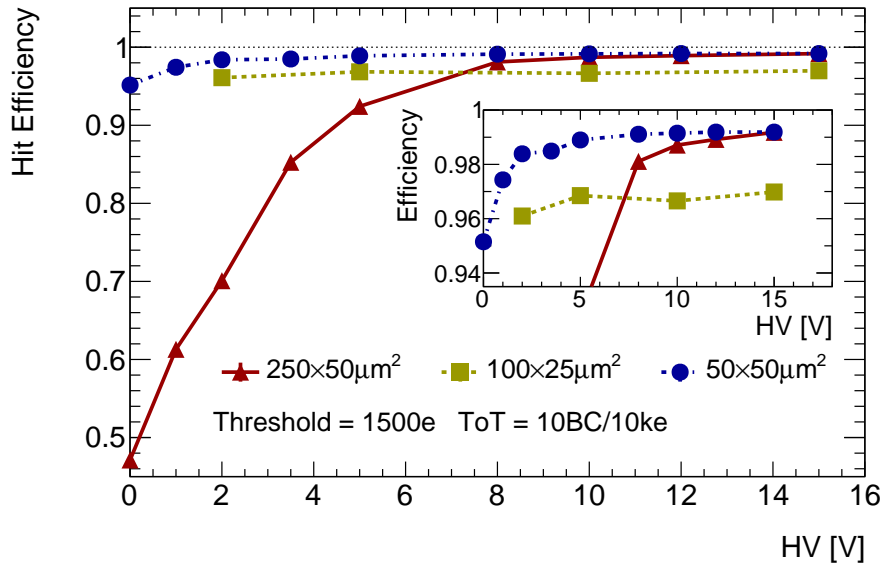 Hit Efficiency
1
0.9
0.8
0.7
0.6
0.5
0 2 4 6 8 10 12 14 16
HV [V]
Efficiency
1
0.98
0.96
0.94
0 5 10 15
HV [V]
250×50μm²
100×25μm²
50×50μm²
Threshold = 1500e ToT = 10BC/10ke